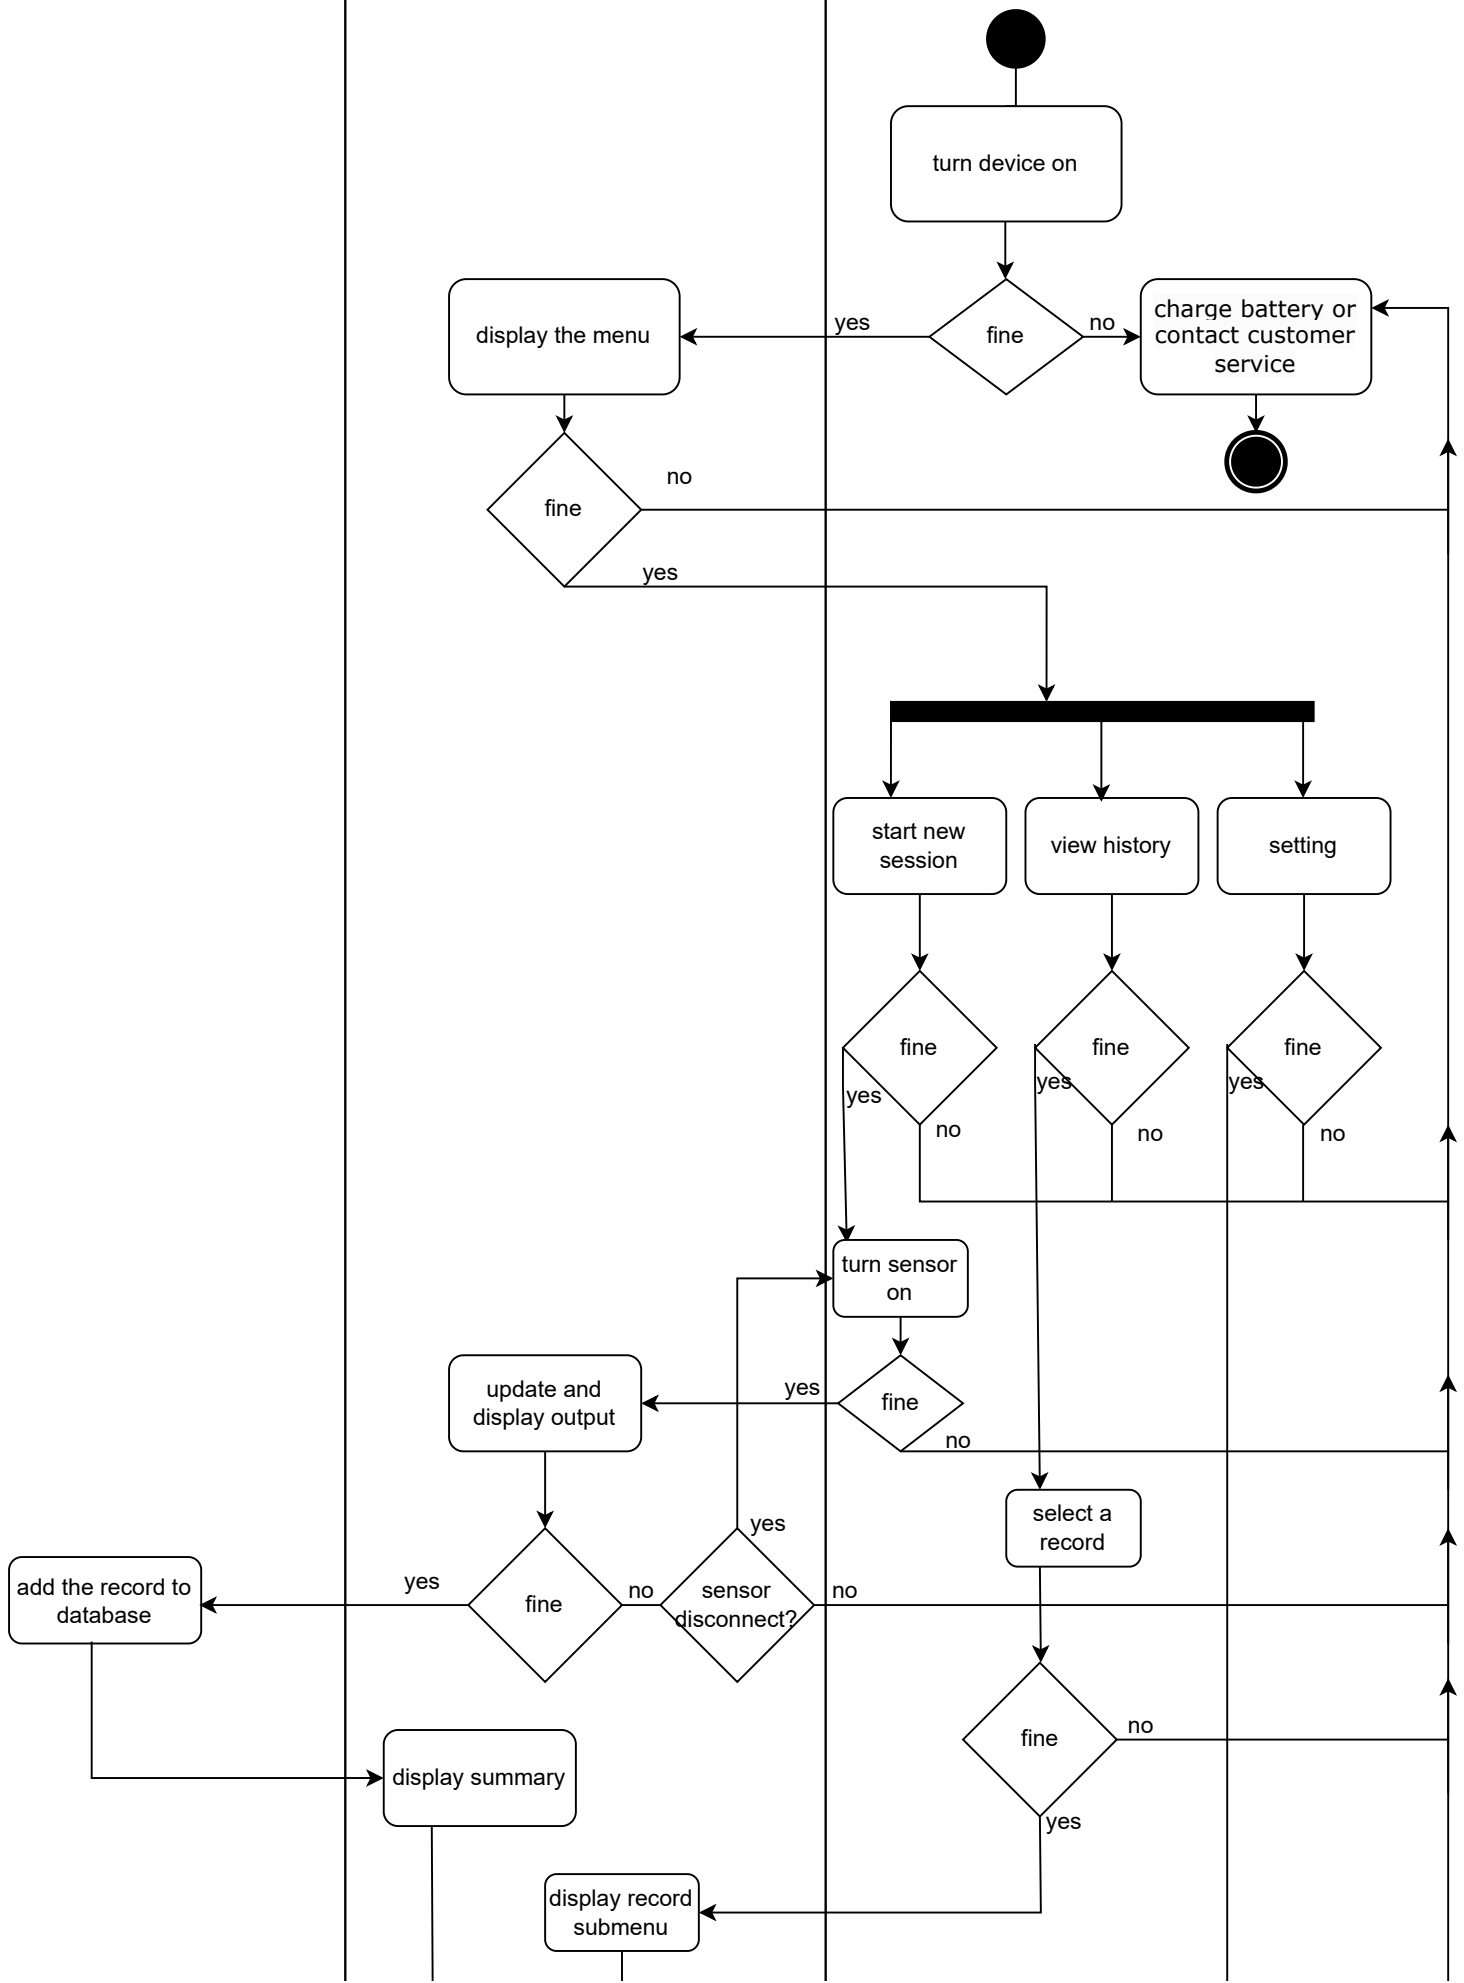 turn device on
display the menu
yes
fine
no
charge battery or
contact customer
service
fine
no
yes
start new
session
view history
setting
fine
yes
no
fine
yes
no
fine
yes
no
turn sensor
on
update and
display output
yes
fine
no
select a
record
add the record to
database
yes
fine
no
sensor
disconnect?
yes
no
fine
no
yes
display summary
display record
submenu